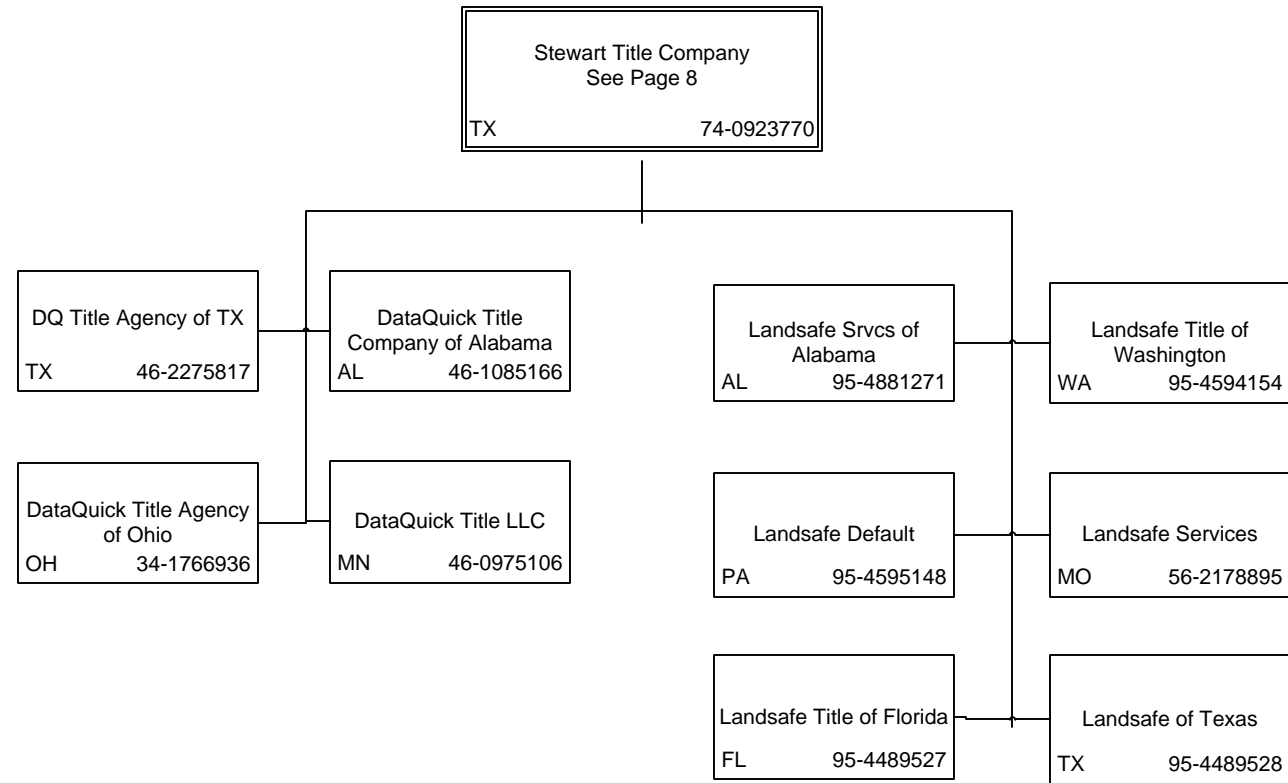 Stewart Title Company
See Page 8
TX 74-0923770
DQ Title Agency of TX
TX 46-2275817
DataQuick Title
Company of Alabama
AL 46-1085166
Landsafe Srvcs of
Alabama
AL 95-4881271
Landsafe Title of
Washington
WA 95-4594154
DataQuick Title Agency
of Ohio
OH 34-1766936
DataQuick Title LLC
MN 46-0975106
Landsafe Default
PA 95-4595148
Landsafe Services
MO 56-2178895
Landsafe Title of Florida
FL 95-4489527
Landsafe of Texas
TX 95-4489528